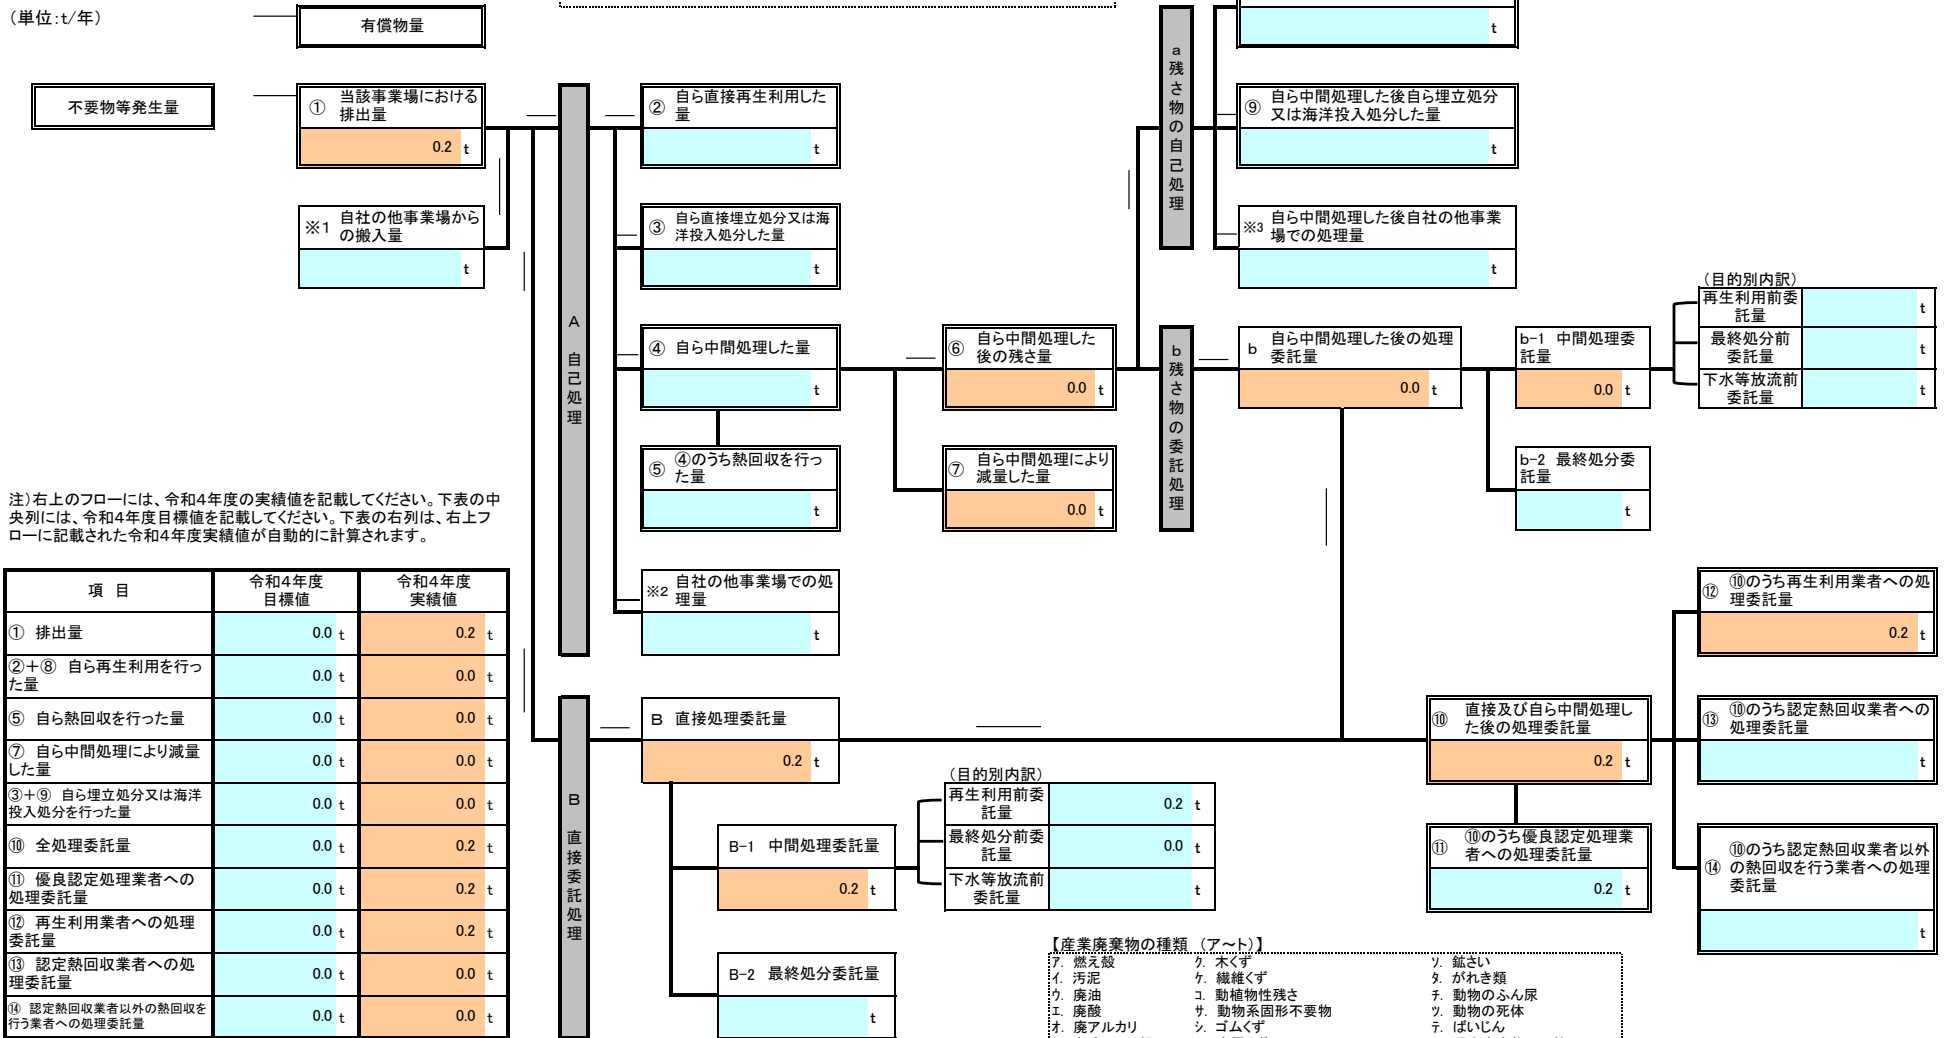 (単位:t/年)
有償物量
t
不要物等発生量
① 当該事業場における
排出量
0.2 t
② 自ら直接再生利用した
量
t
a 残さ物の自己処理
⑨ 自ら中間処理した後自ら埋立処分
又は海洋投入処分した量
t
※1 自社の他事業場から
の搬入量
t
③ 自ら直接埋立処分又は海
洋投入処分した量
t
※3 自ら中間処理した後自社の他事業
場での処理量
t
A 自己処理
④ 自ら中間処理した量
t
⑥ 自ら中間処理した
後の残さ量
0.0 t
b 残さ物の委託処理
b 自ら中間処理した後の処理
委託量
0.0 t
b-1 中間処理委
託量
0.0 t
(目的別内訳)
再生利用前委
託量
t
最終処分前
委託量
t
下水等放流前
委託量
t
⑤ ④のうち熱回収を行っ
た量
t
⑦ 自ら中間処理により
減量した量
0.0 t
b-2 最終処分委
託量
t
注)右上のフローには、令和4年度の実績値を記載してください。下表の中
央列には、令和4年度目標値を記載してください。下表の右列は、右上フ
ローに記載された令和4年度実績値が自動的に計算されます。
※2 自社の他事業場での処
理量
t
項 目
令和4年度
目標値
令和4年度
実績値
① 排出量 0.0 t 0.2 t
②+⑧ 自ら再生利用を行っ
た量
0.0 t 0.0 t
⑤ 自ら熱回収を行った量 0.0 t 0.0 t
⑦ 自ら中間処理により減量
した量
0.0 t 0.0 t
③+⑨ 自ら埋立処分又は海洋
投入処分を行った量
0.0 t 0.0 t
⑩ 全処理委託量 0.0 t 0.2 t
⑪ 優良認定処理業者への
処理委託量
0.0 t 0.2 t
⑫ 再生利用業者への処理
委託量
0.0 t 0.2 t
⑬ 認定熱回収業者への処
理委託量
0.0 t 0.0 t
⑭ 認定熱回収業者以外の熱回収を
行う業者への処理委託量
0.0 t 0.0 t
B 直接委託処理
B 直接処理委託量
0.2 t
B-1 中間処理委託量
0.2 t
B-2 最終処分委託量
t
(目的別内訳)
再生利用前委
託量
0.2 t
最終処分前委
託量
0.0 t
下水等放流前
委託量
t
⑩ 直接及び自ら中間処理し
た後の処理委託量
0.2 t
⑪ ⑩のうち優良認定処理業
者への処理委託量
0.2 t
⑫ ⑩のうち再生利用業者への処
理委託量
0.2 t
⑬ ⑩のうち認定熱回収業者への
処理委託量
t
⑭ ⑩のうち認定熱回収業者以外
の熱回収を行う業者への処理
委託量
t
【産業廃棄物の種類 (ア~ト)】
ア. 燃え殻 ク. 木くず ソ. 鉱さい
イ. 汚泥 ケ. 繊維くず タ. がれき類
ウ. 廃油 コ. 動植物性残さ チ. 動物のふん尿
エ. 廃酸 サ. 動物系固形不要物 ツ. 動物の死体
オ. 廃アルカリ シ. ゴムくず テ. ばいじん